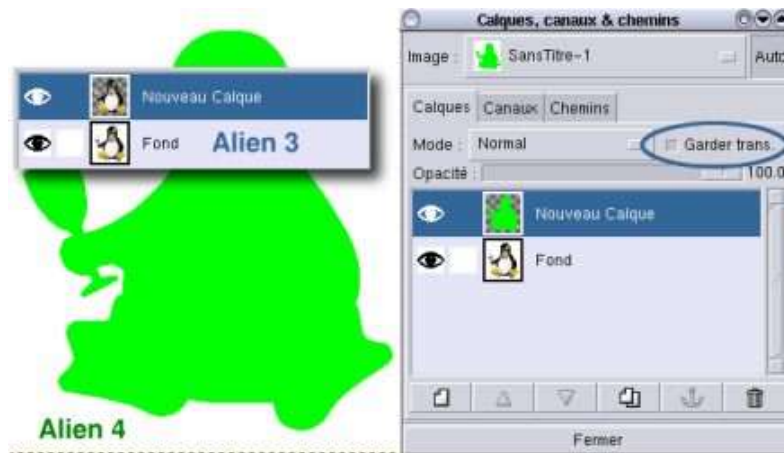 Nouveau Calque
Fond
Alien 3
Alien 4
Calques, canaux & chemins
Image :
SansTitre-1
Auto
Calques
Canaux
Chemins
Mode :
Normal
Garder trans.
Opacité :
100.0
Nouveau Calque
Fond
Fermer